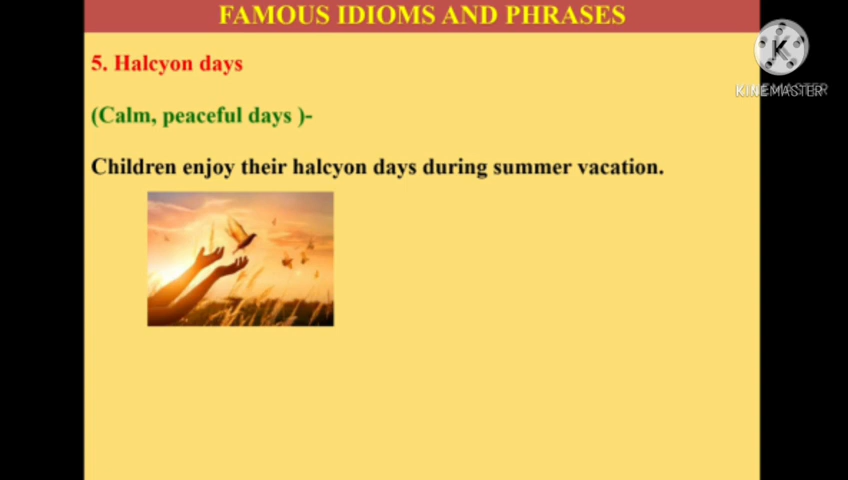 FAMOUS IDIOMS AND PHRASES
5. Halcyon days
(Calm, peaceful days )-
Children enjoy their halcyon days during summer vacation.
K
KINEMASTER